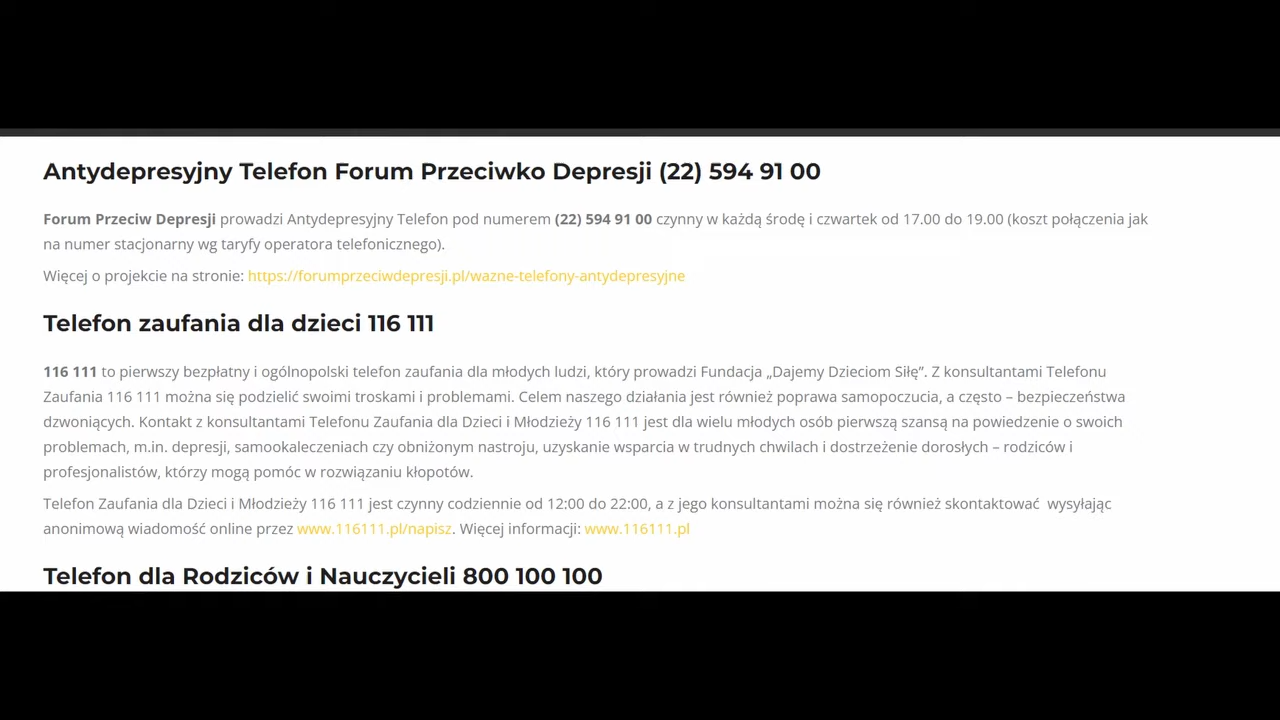 Antydepresyjny Telefon Forum Przeciwko Depresji (22) 594 91 00
Forum Przeciw Depresji prowadzi Antydepresyjny Telefon pod numerem (22) 594 91 00 czynny w każdą środę i czwartek od 17.00 do 19.00 (koszt połączenia jak
na numer stacjonarny wg taryfy operatora telefonicznego).
Więcej o projekcie na stronie: https://forumprzeciwdepresji.pl/wazne-telefony-antydepresyjne
Telefon zaufania dla dzieci 116 111
116 111 to pierwszy bezpłatny i ogólnopolski telefon zaufania dla młodych ludzi, który prowadzi Fundacja „Dajemy Dzieciom Siłę”. Z konsultantami Telefonu
Zaufania 116 111 można się podzielić swoimi troskami i problemami. Celem naszego działania jest również poprawa samopoczucia, a często – bezpieczeństwa
dzwoniących. Kontakt z konsultantami Telefonu Zaufania dla Dzieci i Młodzieży 116 111 jest dla wielu młodych osób pierwszą szansą na powiedzenie o swoich
problemach, m.in. depresji, samookaleczeniach czy obniżonym nastroju, uzyskanie wsparcia w trudnych chwilach i dostrzeżenie dorosłych – rodziców i
profesjonalistów, którzy mogą pomóc w rozwiązaniu kłopotów.
Telefon Zaufania dla Dzieci i Młodzieży 116 111 jest czynny codziennie od 12:00 do 22:00, a z jego konsultantami można się również skontaktować  wysyłając
anonimową wiadomość online przez www.116111.pl/napisz. Więcej informacji: www.116111.pl
Telefon dla Rodziców i Nauczycieli 800 100 100